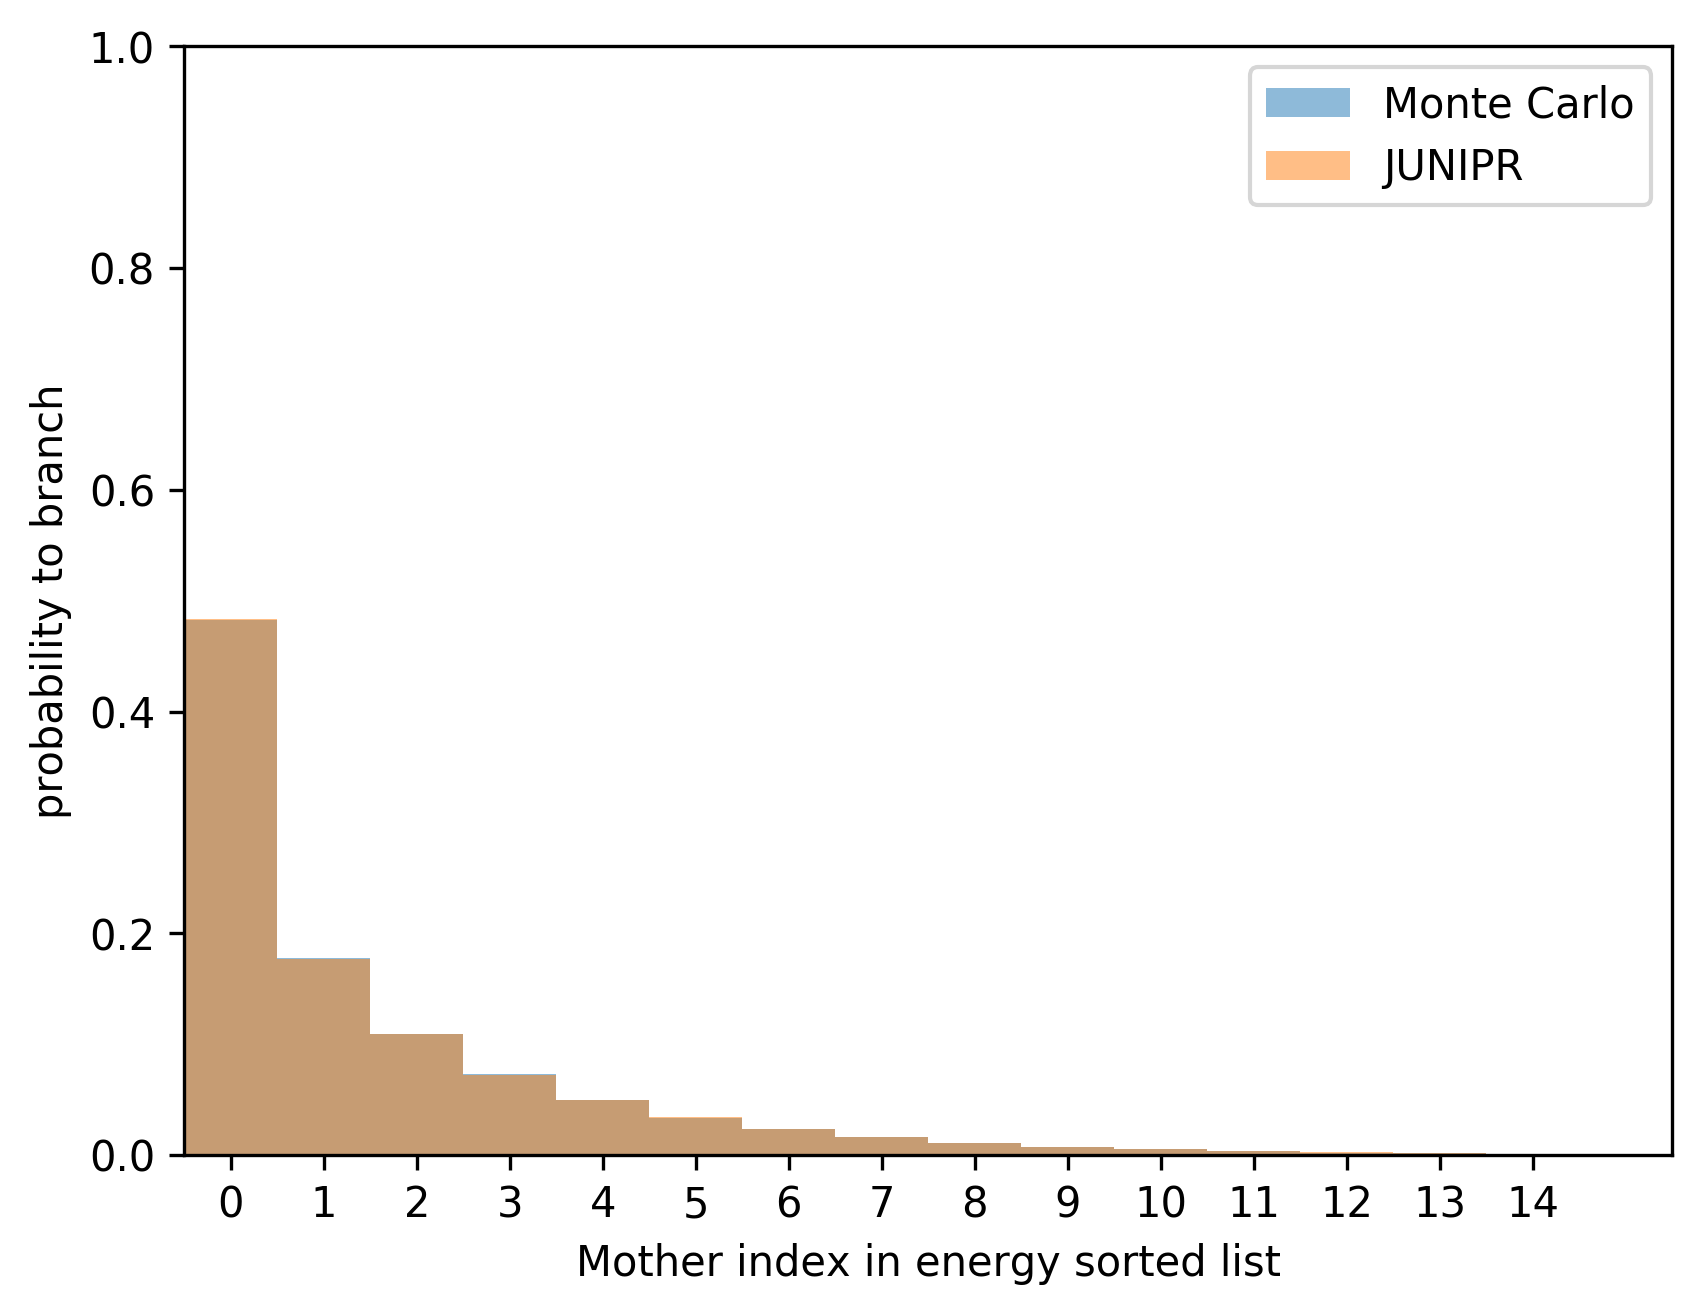 1.0
0.8
0.6
0.4
0.2
0.0
probability to branch
Monte Carlo
JUNIPR
0 1 2 3 4 5 6 7 8 9 10 11 12 13 14
Mother index in energy sorted list